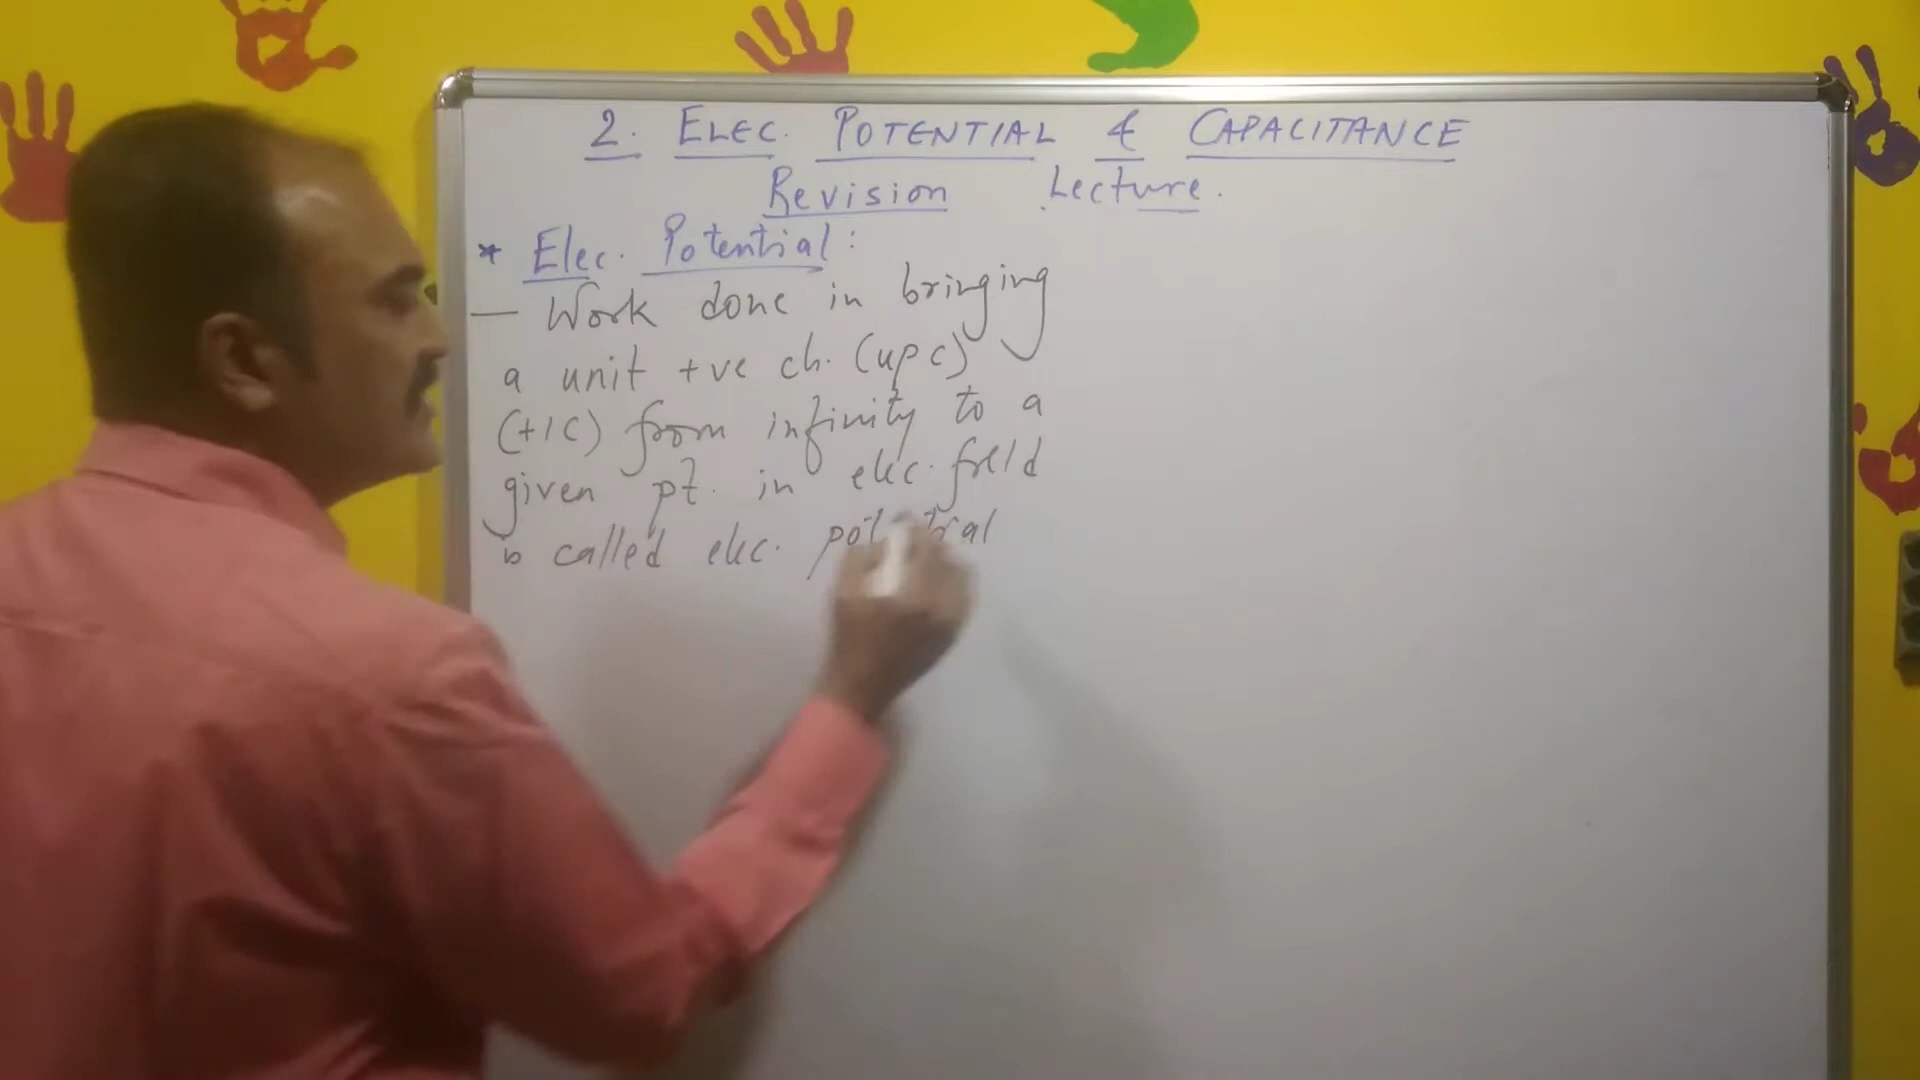 2. ELEC. POTENTIAL & CAPACITANCE
Revision Lecture.
* Elec. Potential:
— Work done in bringing
a unit +ve ch. (upc)
(+1C) from infinity to a
given pt. in elec. field
is called elec. potential